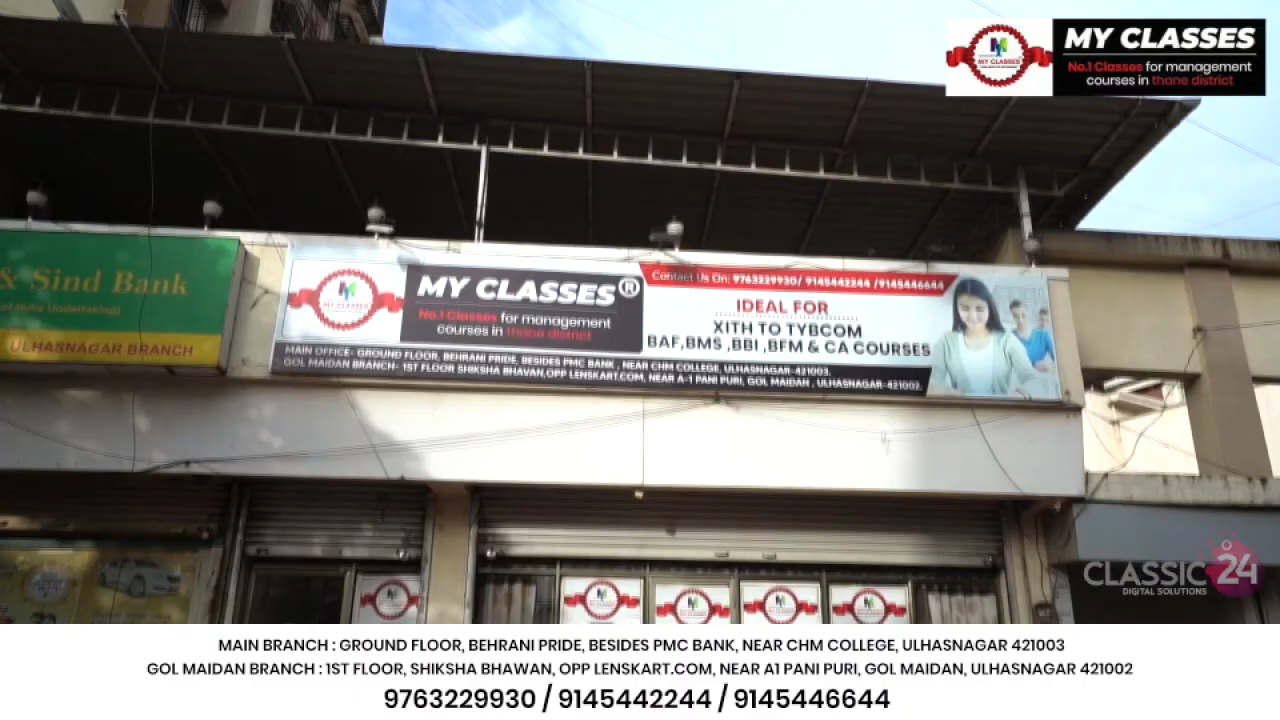 MY CLASSES
MY CLASSES
No.1 Classes for management
courses in thane district
& Sind Bank
ULHASNAGAR BRANCH
MY CLASSES
MY CLASSES®
No.1 Classes for management
courses in thane district
Contact Us On: 9763229930/ 9145442244 /9145446644
IDEAL FOR
XITH TO TYBCOM
BAF,BMS ,BBI ,BFM & CA COURSES
MAIN OFFICE- GROUND FLOOR, BEHRANI PRIDE, BESIDES PMC BANK , NEAR CHM COLLEGE, ULHASNAGAR-421003.
GOL MAIDAN BRANCH- 1ST FLOOR SHIKSHA BHAVAN,OPP LENSKART.COM, NEAR A-1 PANI PURI, GOL MAIDAN , ULHASNAGAR-421002.
CLASSIC 24
DIGITAL SOLUTIONS
MAIN BRANCH : GROUND FLOOR, BEHRANI PRIDE, BESIDES PMC BANK, NEAR CHM COLLEGE, ULHASNAGAR 421003
GOL MAIDAN BRANCH : 1ST FLOOR, SHIKSHA BHAWAN, OPP LENSKART.COM, NEAR A1 PANI PURI, GOL MAIDAN, ULHASNAGAR 421002
9763229930 / 9145442244 / 9145446644